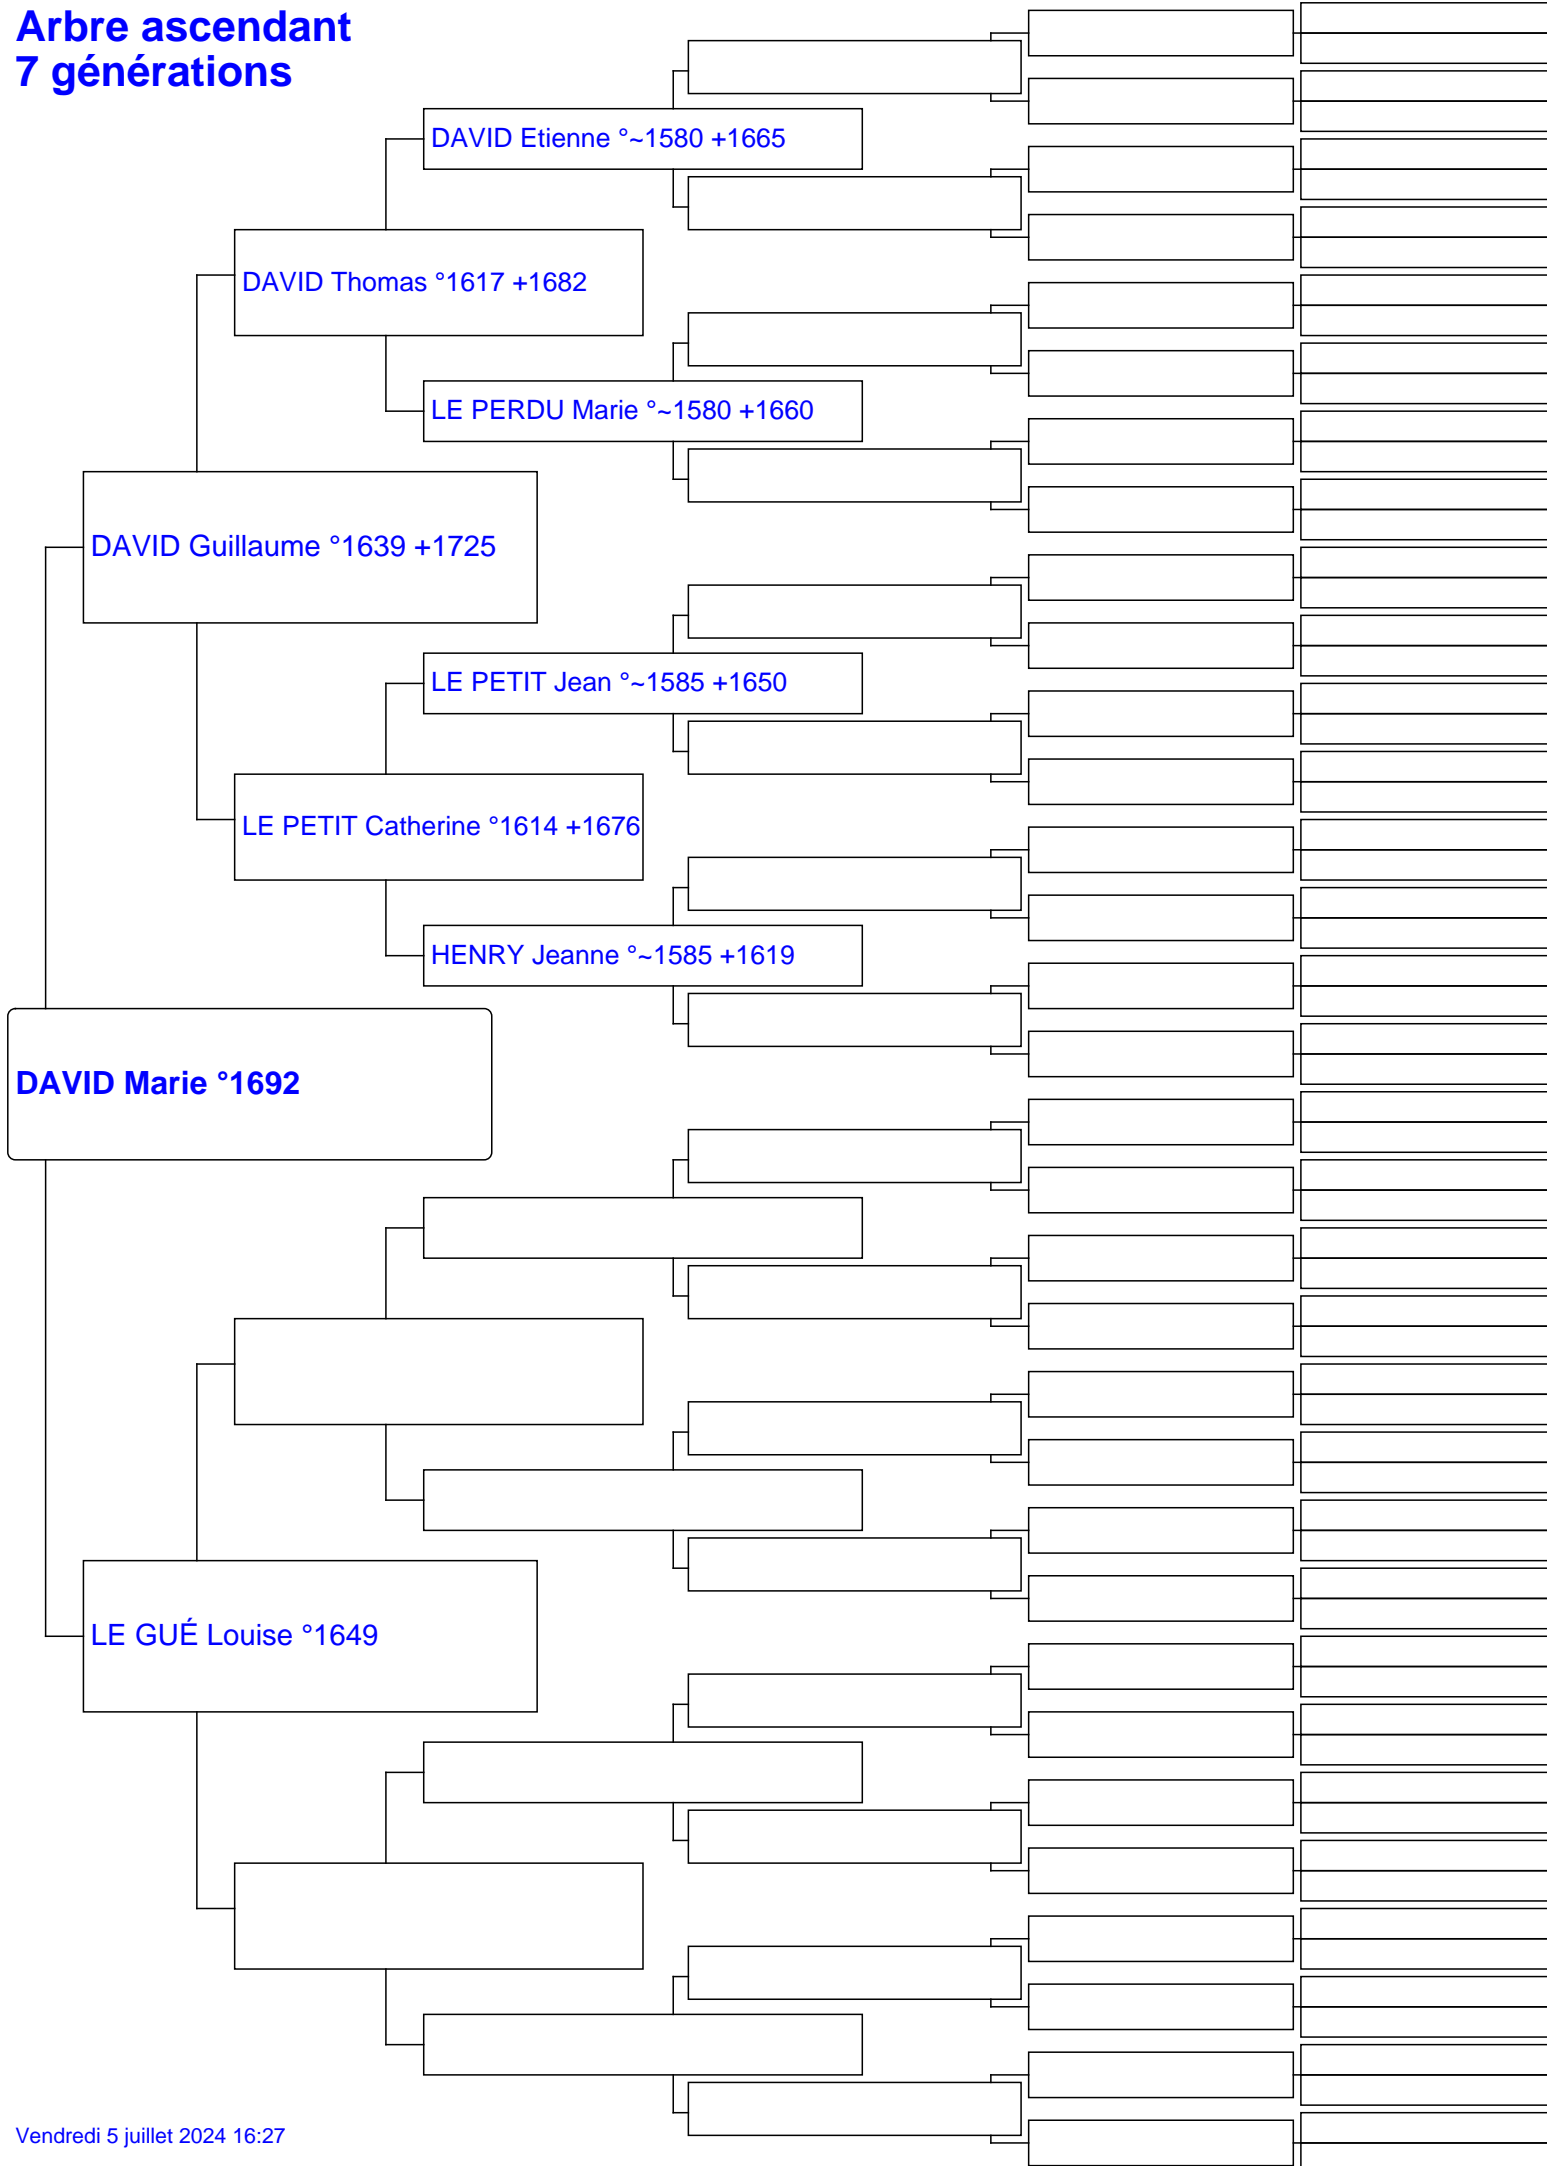 Arbre ascendant
7 générations
DAVID Etienne °~1580 +1665
DAVID Thomas °1617 +1682
LE PERDU Marie °~1580 +1660
DAVID Guillaume °1639 +1725
LE PETIT Jean °~1585 +1650
LE PETIT Catherine °1614 +1676
HENRY Jeanne °~1585 +1619
DAVID Marie °1692
LE GUÉ Louise °1649
Vendredi 5 juillet 2024 16:27